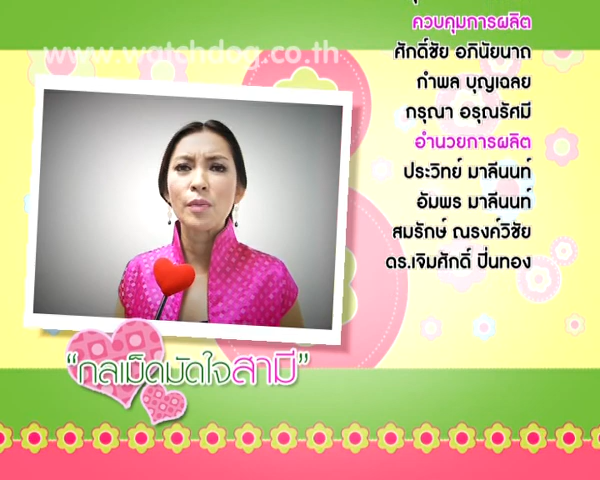 www.watchdog.co.th
ควบคุมการผลิต
ศักดิ์ชัย อภินัยนาถ
กำพล บุญเฉลย
กรุณา อรุณรัศมี
อำนวยการผลิต
ประวิทย์ มาลีนนท์
อัมพร มาลีนนท์
สมรักษ์ ณรงค์วิชัย
ดร.เจิมศักดิ์ ปิ่นทอง
“กลเม็ดมัดใจสามี”